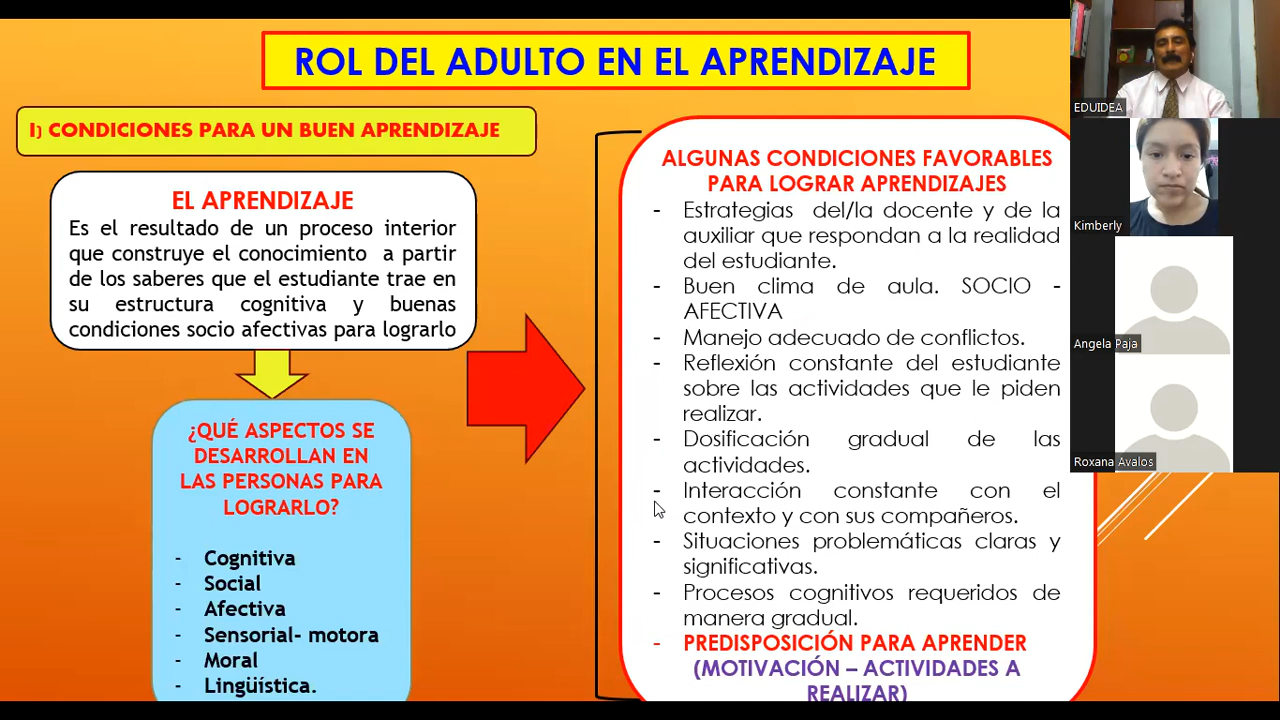 ROL DEL ADULTO EN EL APRENDIZAJE
I) CONDICIONES PARA UN BUEN APRENDIZAJE
EL APRENDIZAJE
Es el resultado de un proceso interior
que construye el conocimiento a partir
de los saberes que el estudiante trae en
su estructura cognitiva y buenas
condiciones socio afectivas para lograrlo
¿QUÉ ASPECTOS SE
DESARROLLAN EN
LAS PERSONAS PARA
LOGRARLO?
- Cognitiva
- Social
- Afectiva
- Sensorial- motora
- Moral
- Lingüística.
ALGUNAS CONDICIONES FAVORABLES
PARA LOGRAR APRENDIZAJES
- Estrategias del/la docente y de la
auxiliar que respondan a la realidad
del estudiante.
- Buen clima de aula. SOCIO -
AFECTIVA
- Manejo adecuado de conflictos.
- Reflexión constante del estudiante
sobre las actividades que le piden
realizar.
- Dosificación gradual de las
actividades.
- Interacción constante con el
contexto y con sus compañeros.
- Situaciones problemáticas claras y
significativas.
- Procesos cognitivos requeridos de
manera gradual.
- PREDISPOSICIÓN PARA APRENDER
(MOTIVACIÓN – ACTIVIDADES A
REALIZAR)
EDUIDEA
Kimberly
Angela Paja
Roxana Avalos